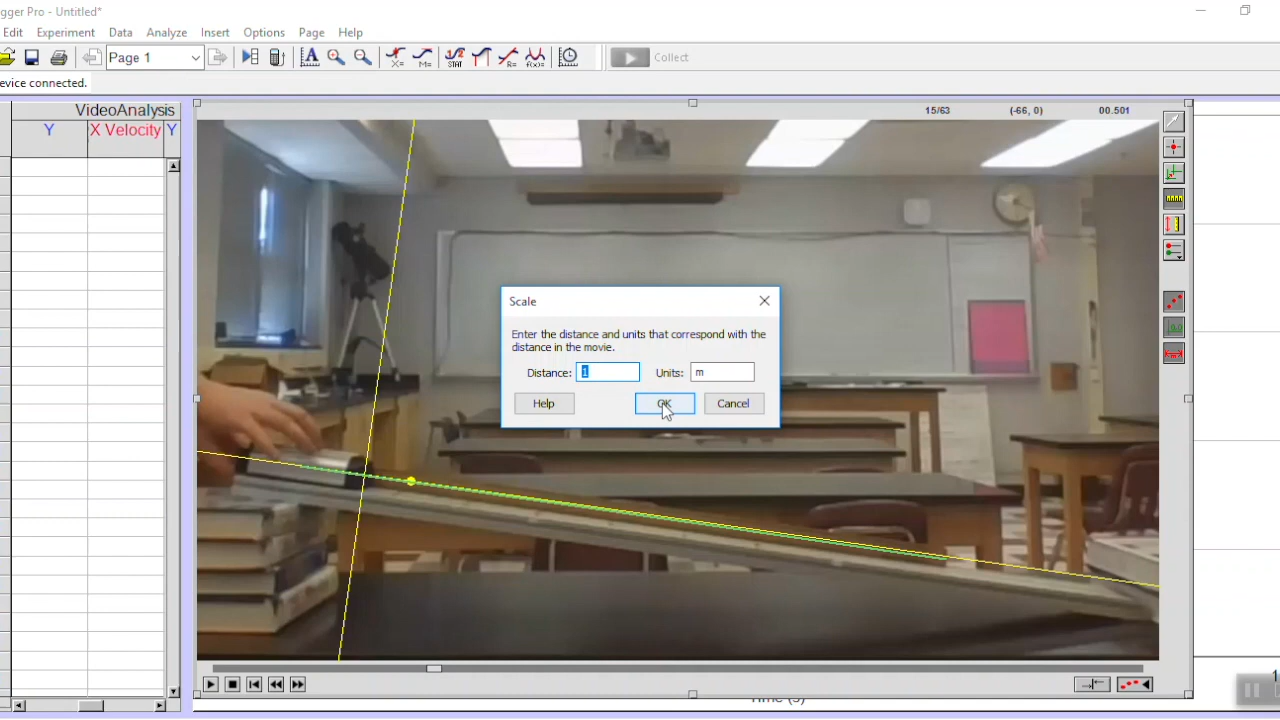 gger Pro - Untitled*
Edit Experiment Data Analyze Insert Options Page Help
Page 1
Collect
evice connected.
VideoAnalysis
Y X Velocity Y
15/63 (-66, 0) 00.501
Scale
Enter the distance and units that correspond with the
distance in the movie.
Distance: 1 Units: m
Help OK Cancel
Time (s)